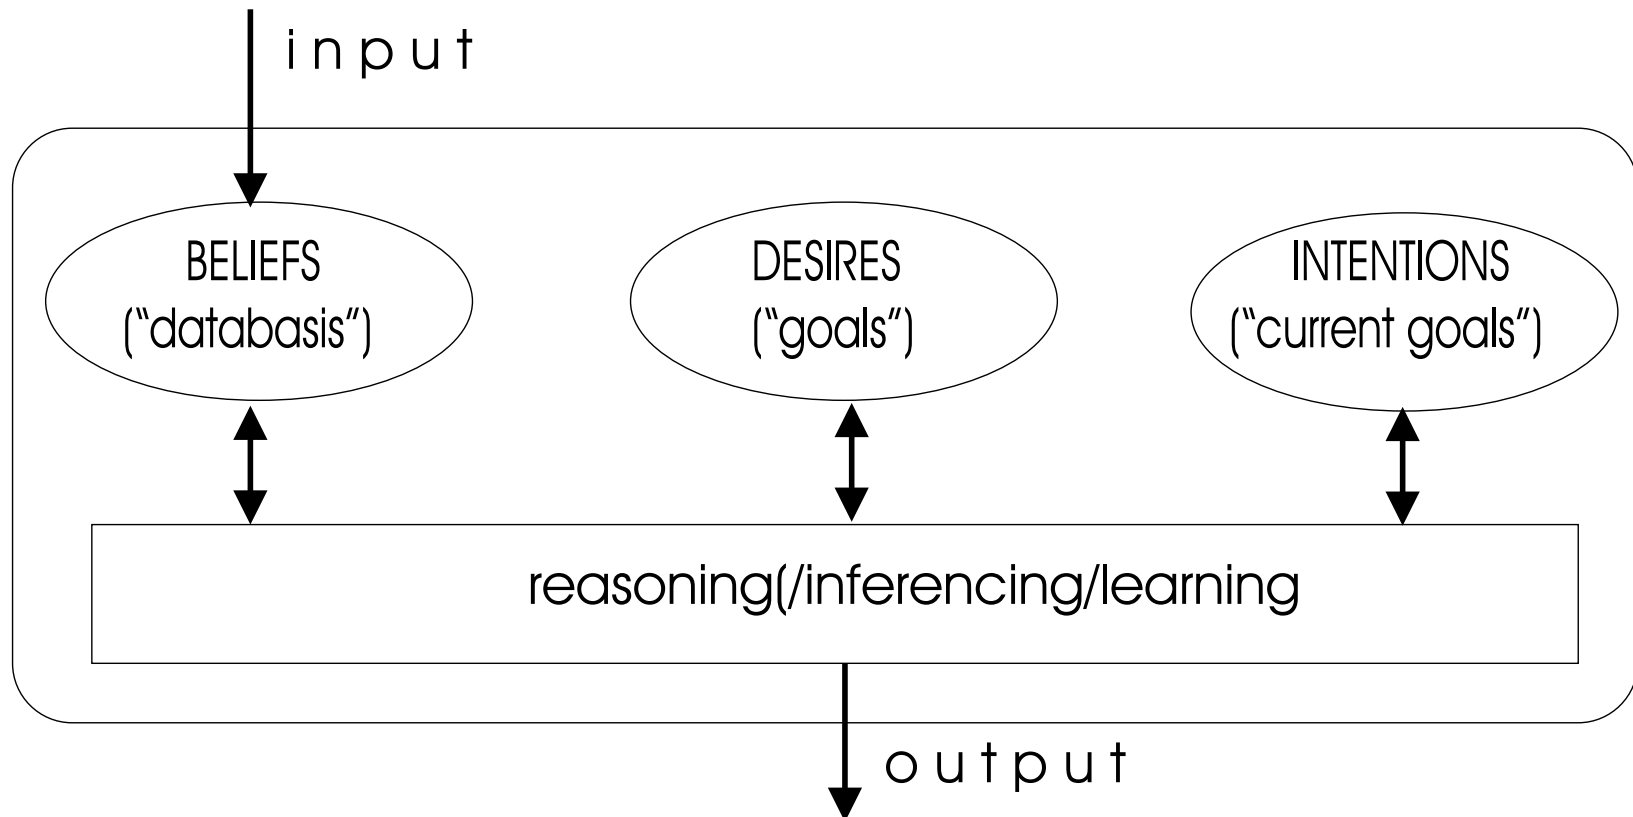 input
BELIEFS
(“databasis”)
DESIRES
(“goals”)
INTENTIONS
(“current goals”)
reasoning(/inferencing/learning
output